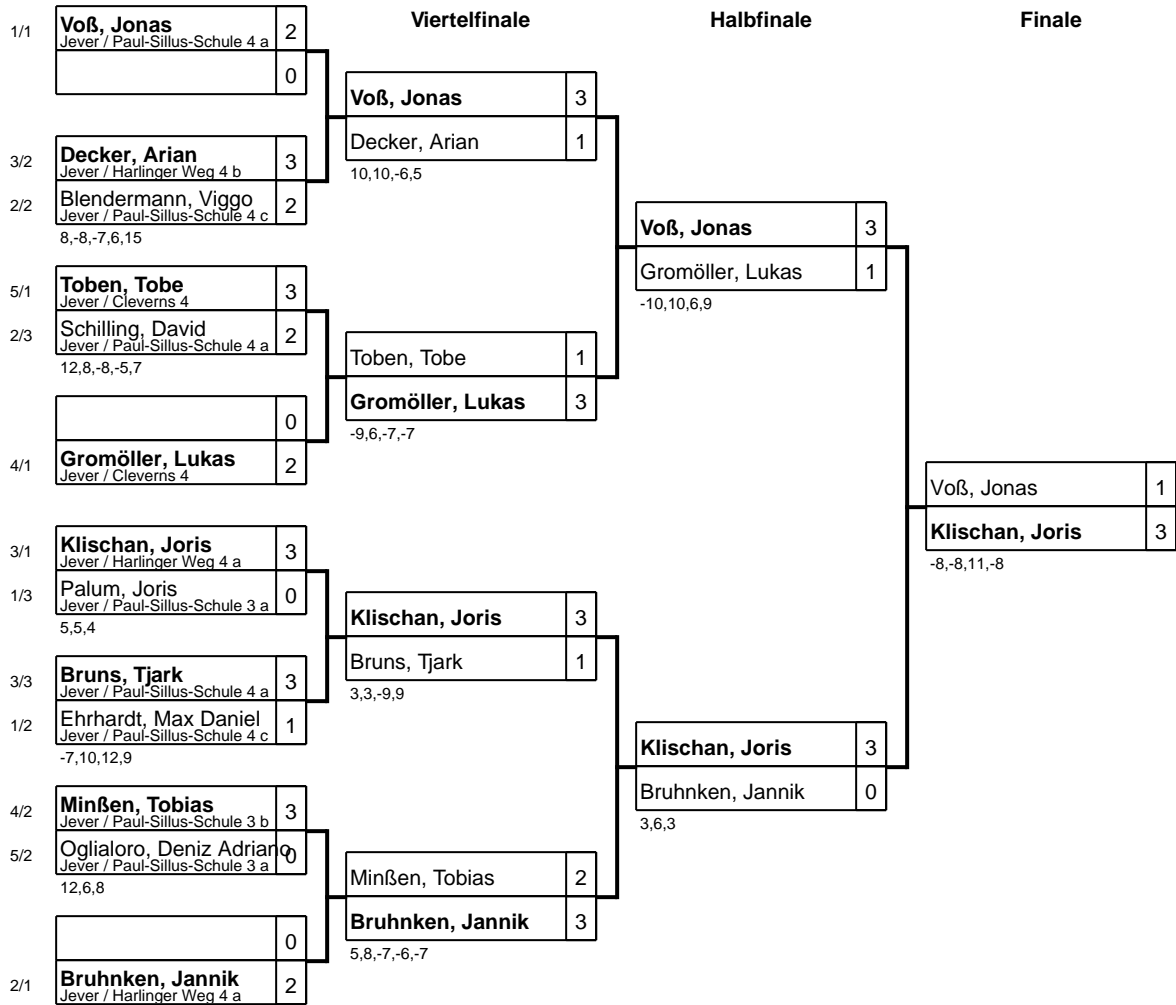 Viertelfinale
Halbfinale
Finale
1/1 Voß, Jonas 2
Jever / Paul-Sillus-Schule 4 a
0
3/2 Decker, Arian 3
Jever / Harlinger Weg 4 b
2/2 Blendermann, Viggo 2
Jever / Paul-Sillus-Schule 4 c
8,-8,-7,6,15
5/1 Toben, Tobe 3
Jever / Cleverns 4
2/3 Schilling, David 2
Jever / Paul-Sillus-Schule 4 a
12,8,-8,-5,7
0
4/1 Gromöller, Lukas 2
Jever / Cleverns 4
3/1 Klischan, Joris 3
Jever / Harlinger Weg 4 a
1/3 Palum, Joris 0
Jever / Paul-Sillus-Schule 3 a
5,5,4
3/3 Bruns, Tjark 3
Jever / Paul-Sillus-Schule 4 a
1/2 Ehrhardt, Max Daniel 1
Jever / Paul-Sillus-Schule 4 c
-7,10,12,9
4/2 Minßen, Tobias 3
Jever / Paul-Sillus-Schule 3 b
5/2 Oglialoro, Deniz Adriano 0
Jever / Paul-Sillus-Schule 3 a
12,6,8
0
2/1 Bruhnken, Jannik 2
Jever / Harlinger Weg 4 a
Voß, Jonas 3
Decker, Arian 1
10,10,-6,5
Toben, Tobe 1
Gromöller, Lukas 3
-9,6,-7,-7
Klischan, Joris 3
Bruns, Tjark 1
3,3,-9,9
Minßen, Tobias 2
Bruhnken, Jannik 3
5,8,-7,-6,-7
Voß, Jonas 3
Gromöller, Lukas 1
-10,10,6,9
Klischan, Joris 3
Bruhnken, Jannik 0
3,6,3
Voß, Jonas 1
Klischan, Joris 3
-8,-8,11,-8